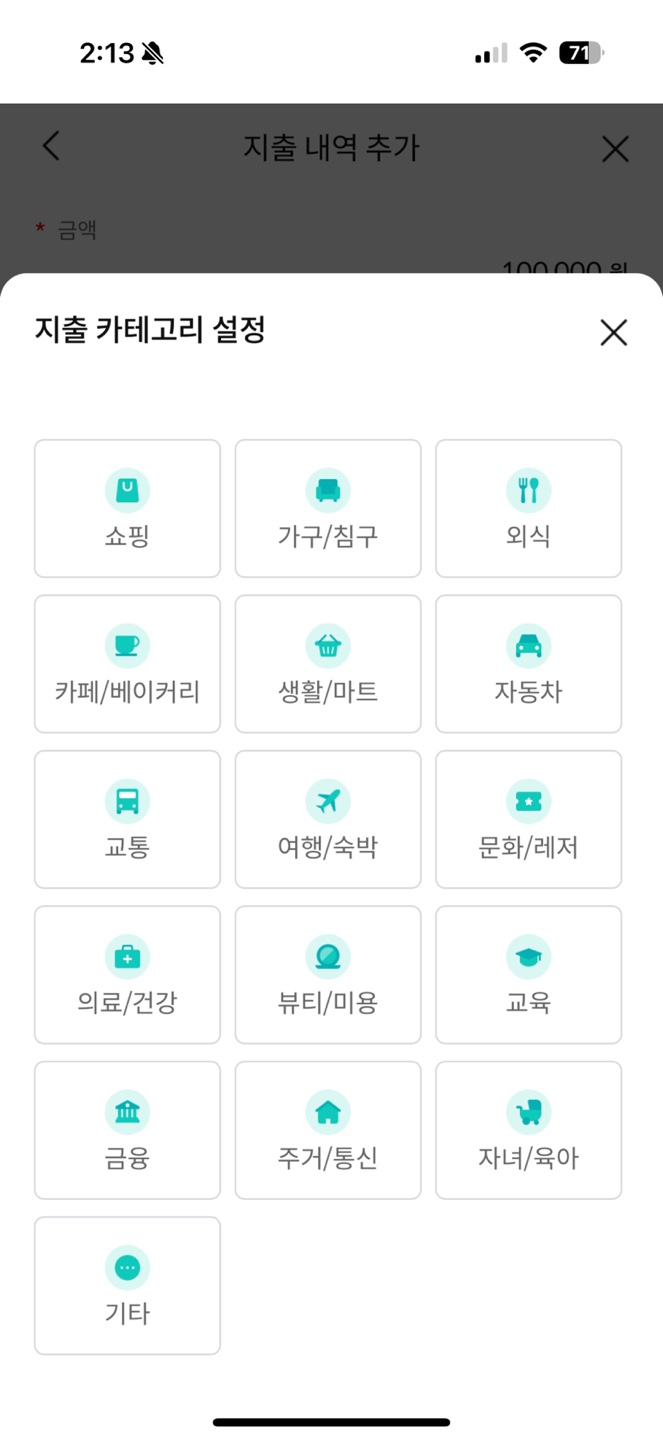 2:13
71
지출 내역 추가
* 금액
100,000 원
지출 카테고리 설정
쇼핑
가구/침구
외식
카페/베이커리
생활/마트
자동차
교통
여행/숙박
문화/레저
의료/건강
뷰티/미용
교육
금융
주거/통신
자녀/육아
기타